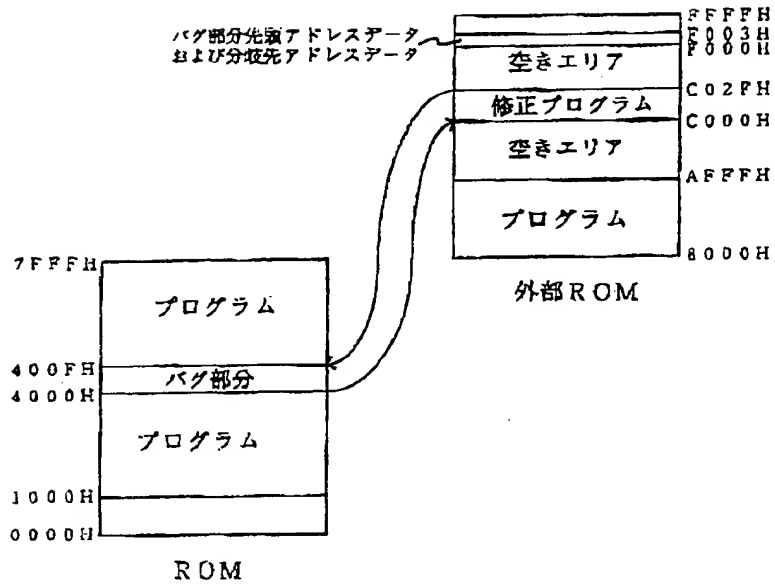 バグ部分先頭アドレスデータ
および分岐先アドレスデータ
FFFFH
F003H
F000H
空きエリア
C02FH
修正プログラム
C000H
空きエリア
AFFFH
プログラム
8000H
外部ROM
7FFFH
プログラム
400FH
バグ部分
4000H
プログラム
1000H
0000H
ROM